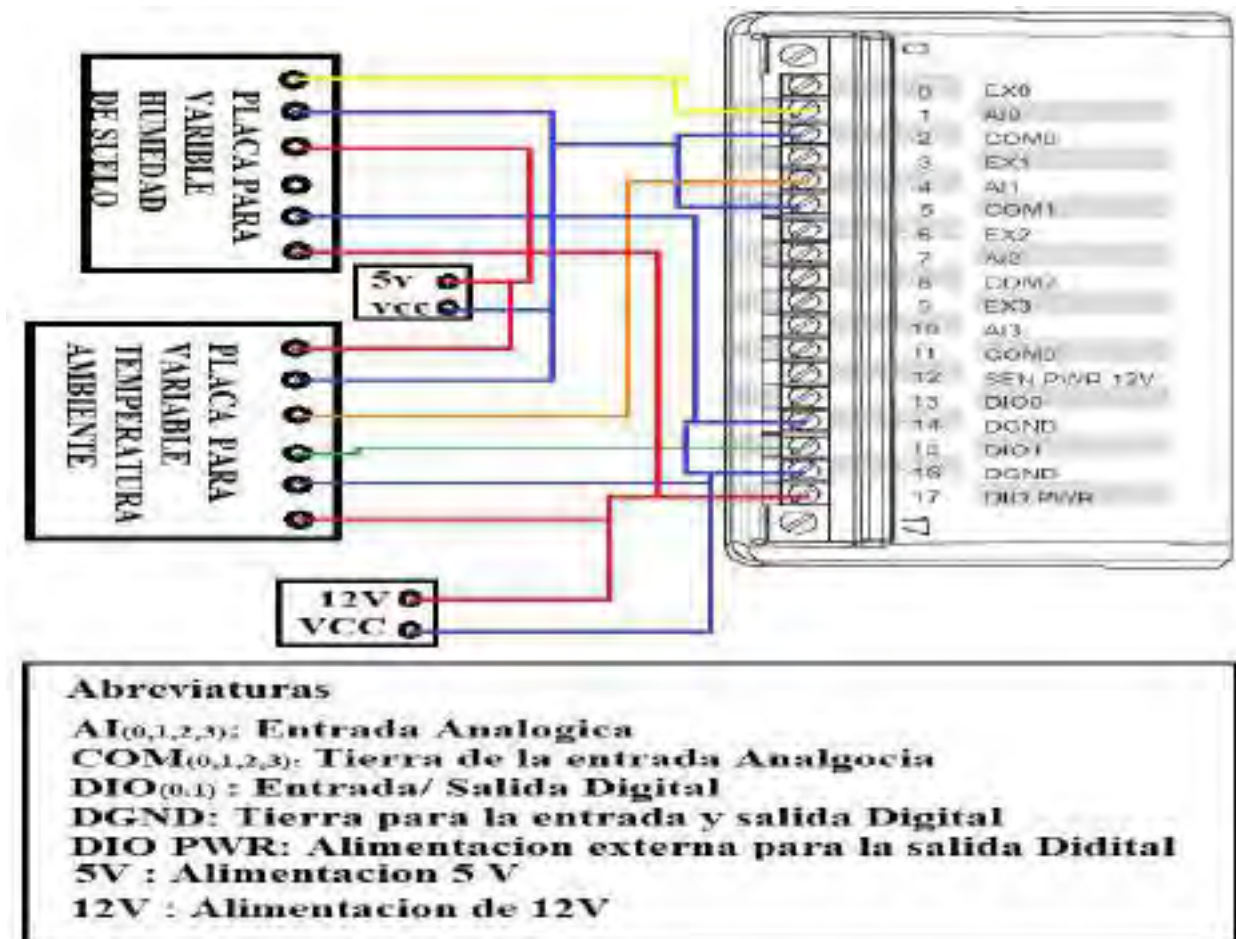 PLACA PARA
VARIBLE
HUMEDAD
DE SUELO
5v
vcc
PLACA PARA
VARIABLE
TEMPERATURA
AMBIENTE
12V
VCC
0 EX0
1 AI0
2 COM0
3 EX1
4 AI1
5 COM1
6 EX2
7 AI2
8 COM2
9 EX3
10 AI3
11 COM3
12 SEN PWR 12V
13 DIO0
14 DGND
15 DIO1
16 DGND
17 DIO PWR
Abreviaturas
AI(0,1,2,3): Entrada Analogica
COM(0,1,2,3): Tierra de la entrada Analgocia
DIO(0,1) : Entrada/ Salida Digital
DGND: Tierra para la entrada y salida Digital
DIO PWR: Alimentacion externa para la salida Didital
5V : Alimentacion 5 V
12V : Alimentacion de 12V